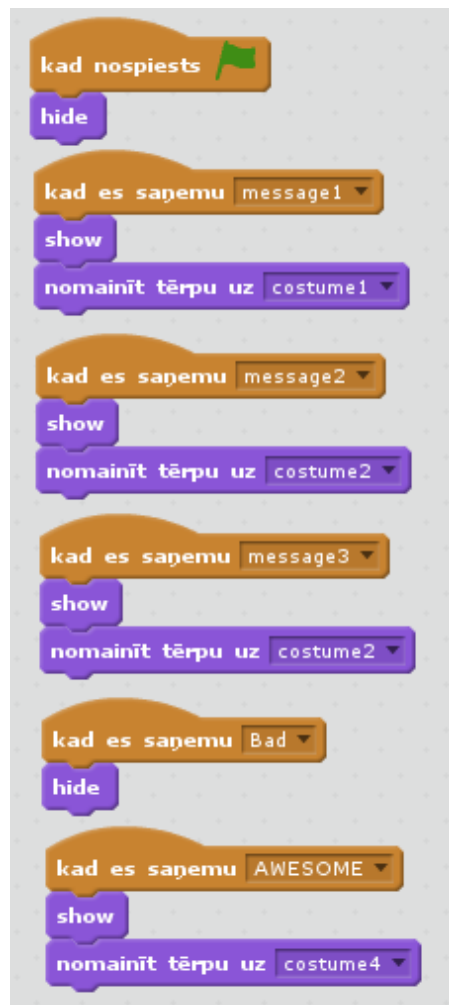 kad nospiests
hide
kad es saņemu message1
show
nomainīt tērpu uz costume1
kad es saņemu message2
show
nomainīt tērpu uz costume2
kad es saņemu message3
show
nomainīt tērpu uz costume2
kad es saņemu Bad
hide
kad es saņemu AWESOME
show
nomainīt tērpu uz costume4